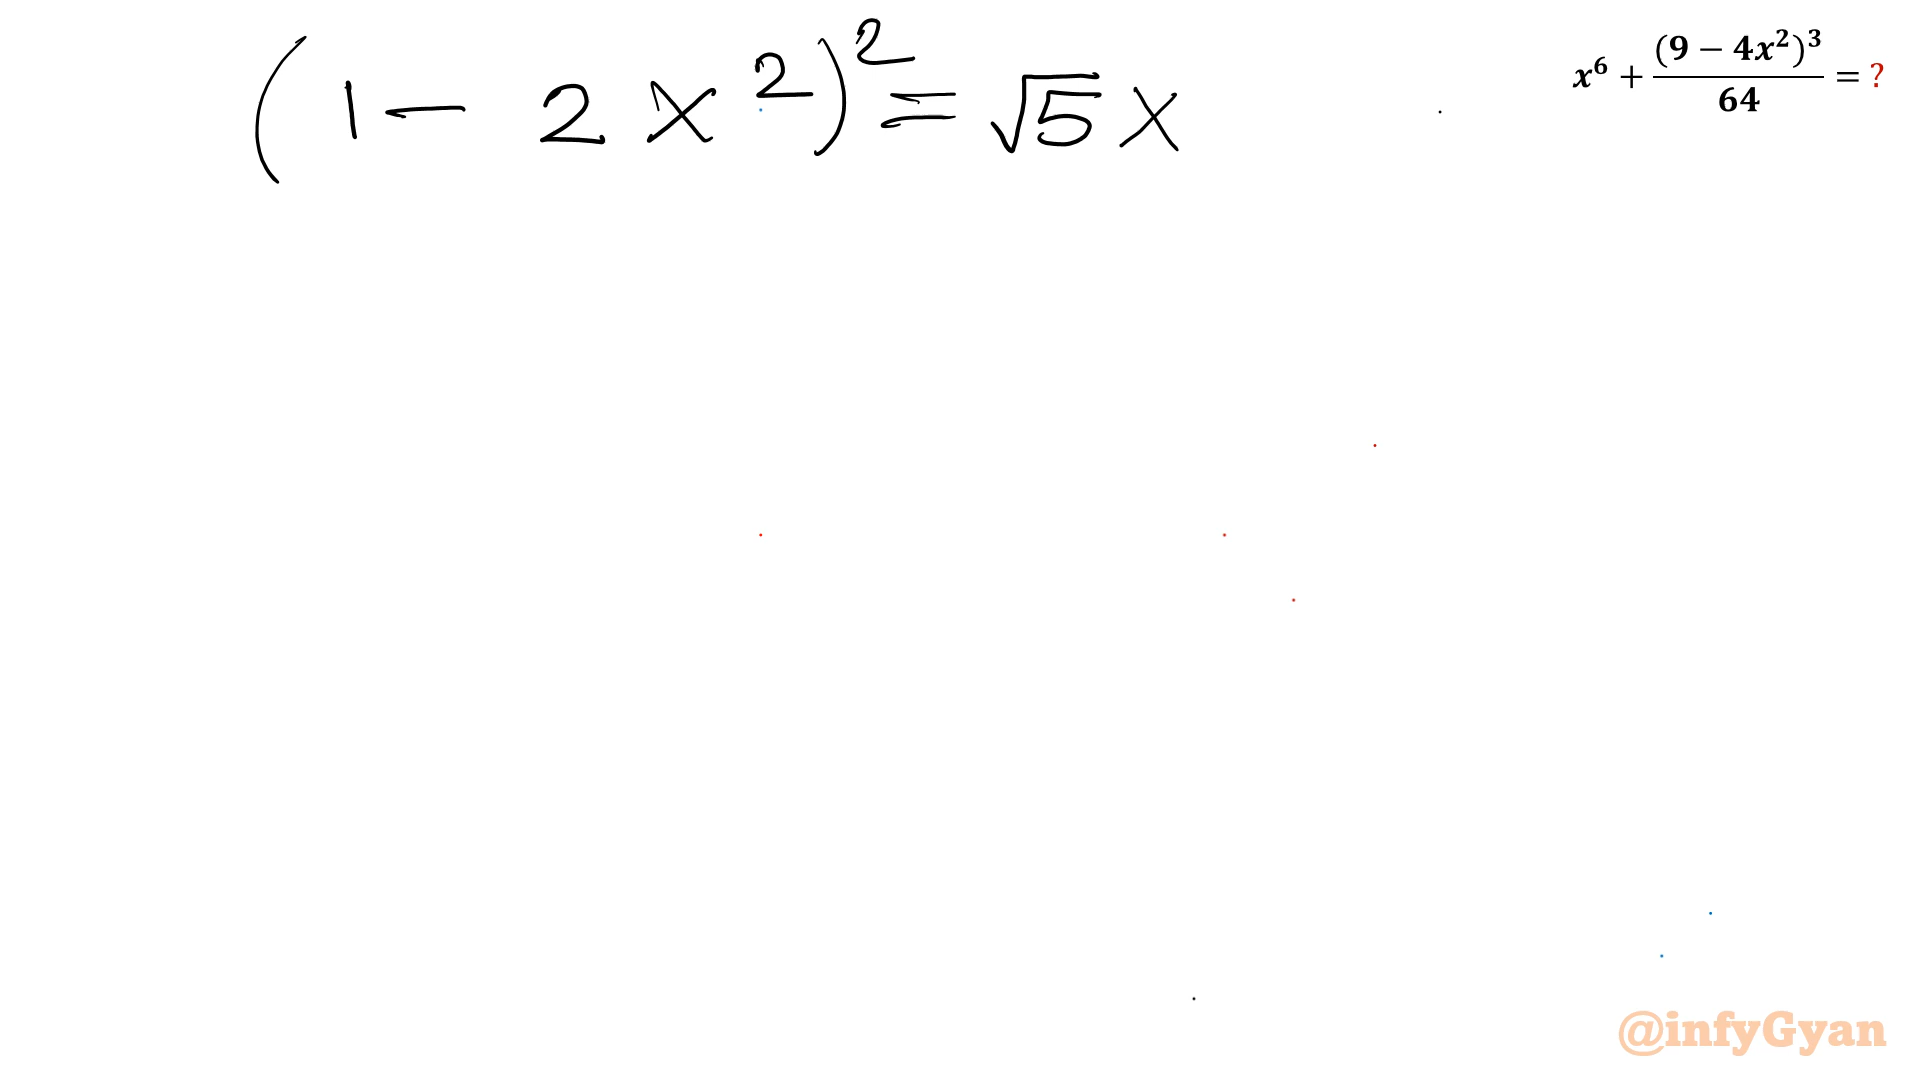 (1 - 2x²)² = √5x
x⁶ + (9 − 4x²)³ / 64 = ?
@infyGyan